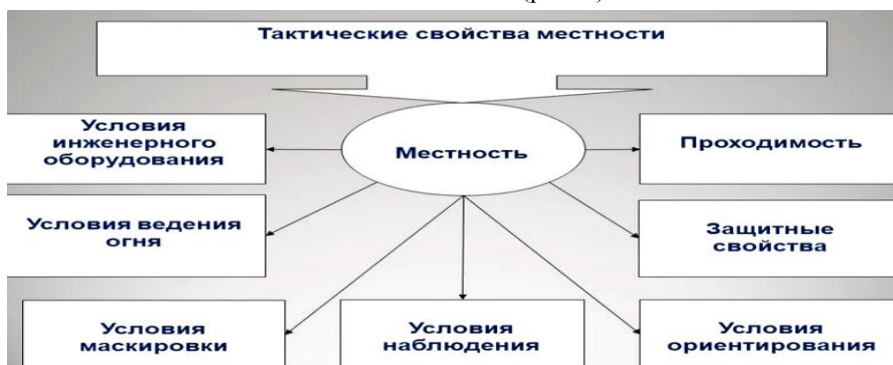 Тактические свойства местности
Условия
инженерного
оборудования
Местность
Проходимость
Условия ведения
огня
Защитные
свойства
Условия
маскировки
Условия
наблюдения
Условия
ориентирования